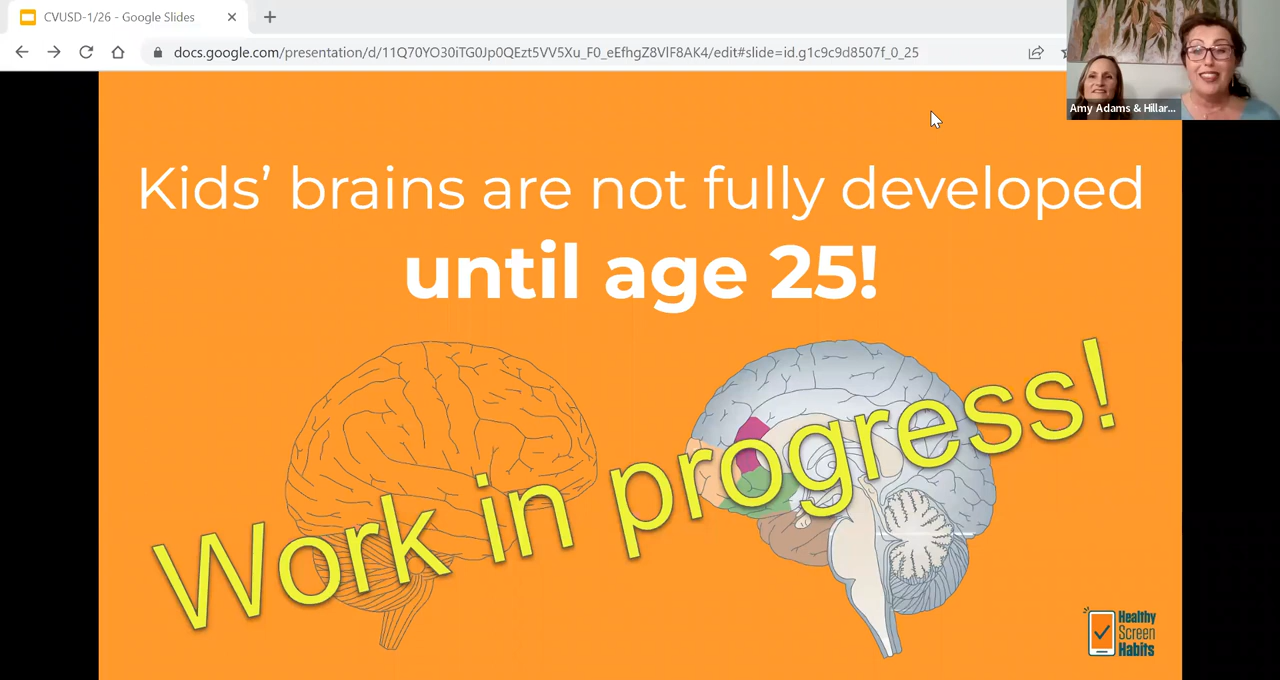 CVUSD-1/26 - Google Slides
docs.google.com/presentation/d/11Q70YO30iTG0Jp0QEzt5VV5Xu_F0_eEfhgZ8VlF8AK4/edit#slide=id.g1c9c9d8507f_0_25
Amy Adams & Hillar...
Kids’ brains are not fully developed
until age 25!
Work in progress!
Healthy
Screen
Habits